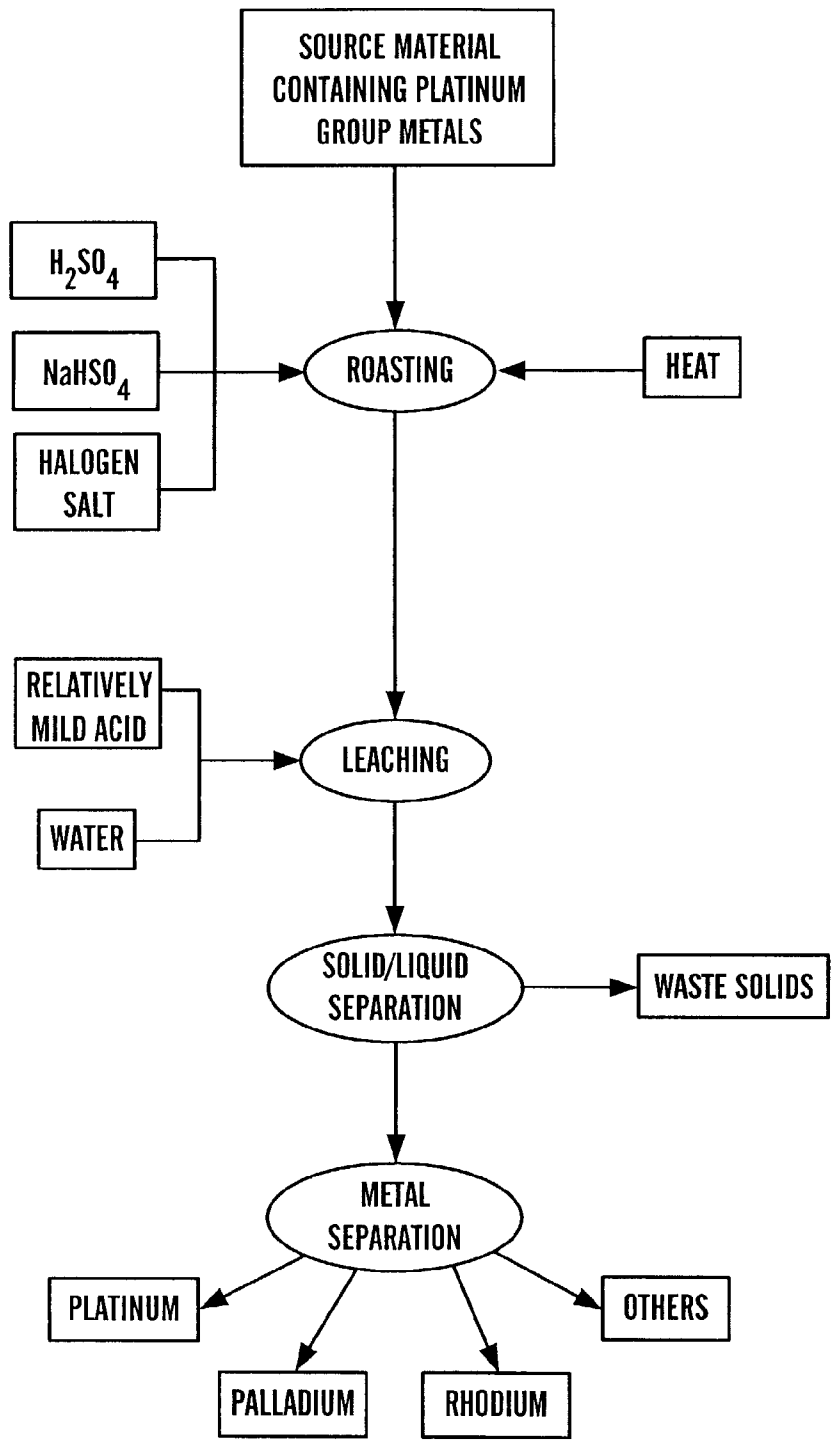 SOURCE MATERIAL
CONTAINING PLATINUM
GROUP METALS
H₂SO₄
NaHSO₄
HALOGEN
SALT
ROASTING
HEAT
RELATIVELY
MILD ACID
WATER
LEACHING
SOLID/LIQUID
SEPARATION
WASTE SOLIDS
METAL
SEPARATION
PLATINUM
PALLADIUM
RHODIUM
OTHERS